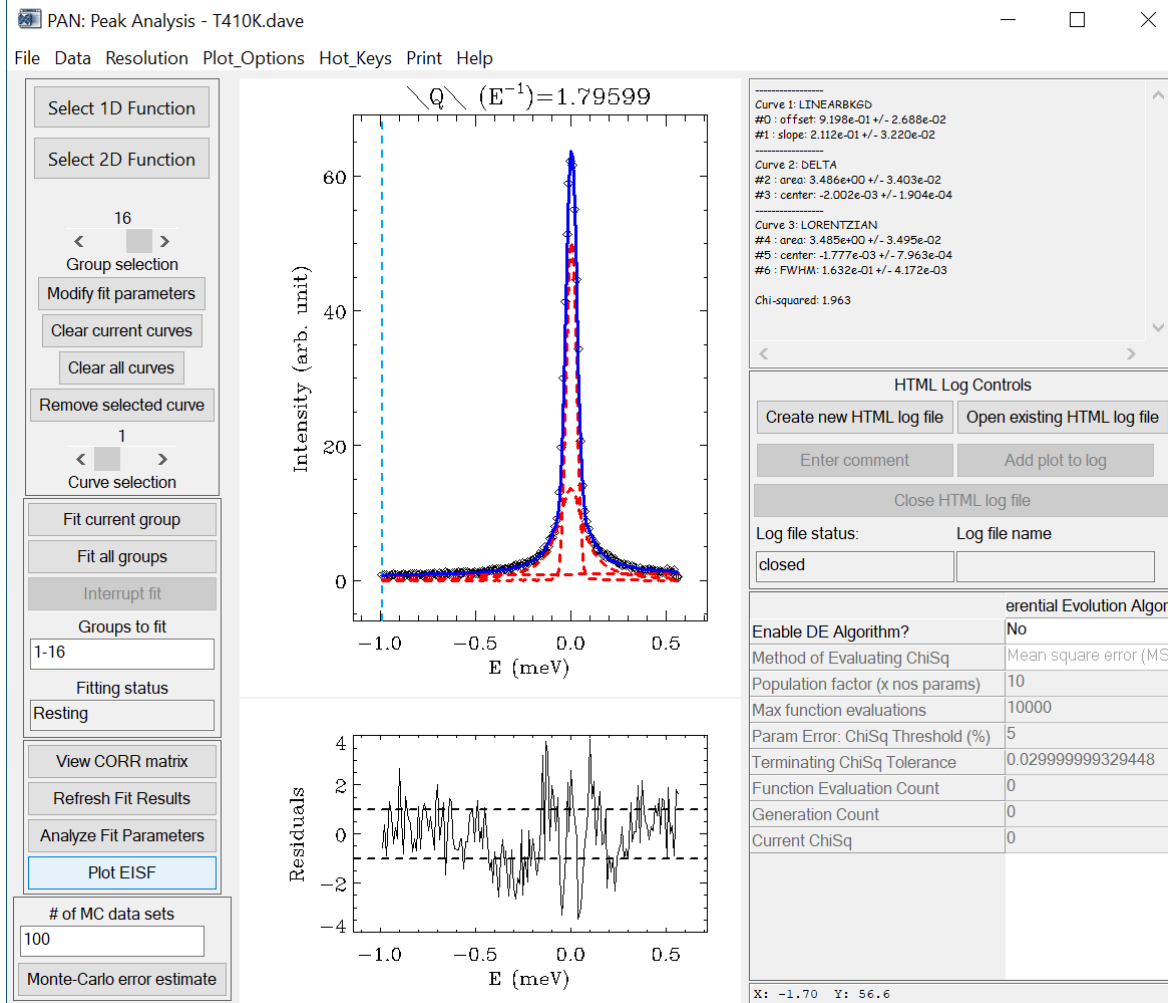 PAN: Peak Analysis - T410K.dave
File Data Resolution Plot_Options Hot_Keys Print Help
Select 1D Function
Select 2D Function
16
< >
Group selection
Modify fit parameters
Clear current curves
Clear all curves
Remove selected curve
1
< >
Curve selection
Fit current group
Fit all groups
Interrupt fit
Groups to fit
1-16
Fitting status
Resting
View CORR matrix
Refresh Fit Results
Analyze Fit Parameters
Plot EISF
# of MC data sets
100
Monte-Carlo error estimate
\Q\ (E⁻¹)=1.79599
Intensity (arb. unit)
60
40
20
0
−1.0 −0.5 0.0 0.5
E (meV)
Residuals
4
2
0
−2
−4
−1.0 −0.5 0.0 0.5
E (meV)
----------------
Curve 1: LINEARBKGD
#0 : offset: 9.198e-01 +/- 2.688e-02
#1 : slope: 2.112e-01 +/- 3.220e-02
----------------
Curve 2: DELTA
#2 : area: 3.486e+00 +/- 3.403e-02
#3 : center: -2.002e-03 +/- 1.904e-04
----------------
Curve 3: LORENTZIAN
#4 : area: 3.485e+00 +/- 3.495e-02
#5 : center: -1.777e-03 +/- 7.963e-04
#6 : FWHM: 1.632e-01 +/- 4.172e-03
Chi-squared: 1.963
< >
HTML Log Controls
Create new HTML log file Open existing HTML log file
Enter comment Add plot to log
Close HTML log file
Log file status: Log file name
closed
erential Evolution Algor
Enable DE Algorithm? No
Method of Evaluating ChiSq Mean square error (MS
Population factor (x nos params) 10
Max function evaluations 10000
Param Error: ChiSq Threshold (%) 5
Terminating ChiSq Tolerance 0.029999999329448
Function Evaluation Count 0
Generation Count 0
Current ChiSq 0
X: -1.70 Y: 56.6